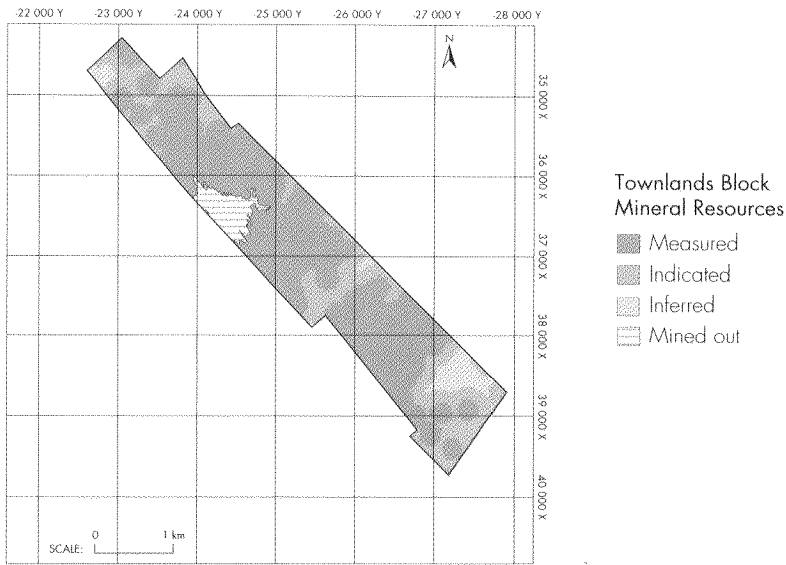 -22 000 Y -23 000 Y -24 000 Y -25 000 Y -26 000 Y -27 000 Y -28 000 Y
N
35 000 X
36 000 X
37 000 X
38 000 X
39 000 X
40 000 X
Townlands Block
Mineral Resources
Measured
Indicated
Inferred
Mined out
0 1 km
SCALE: